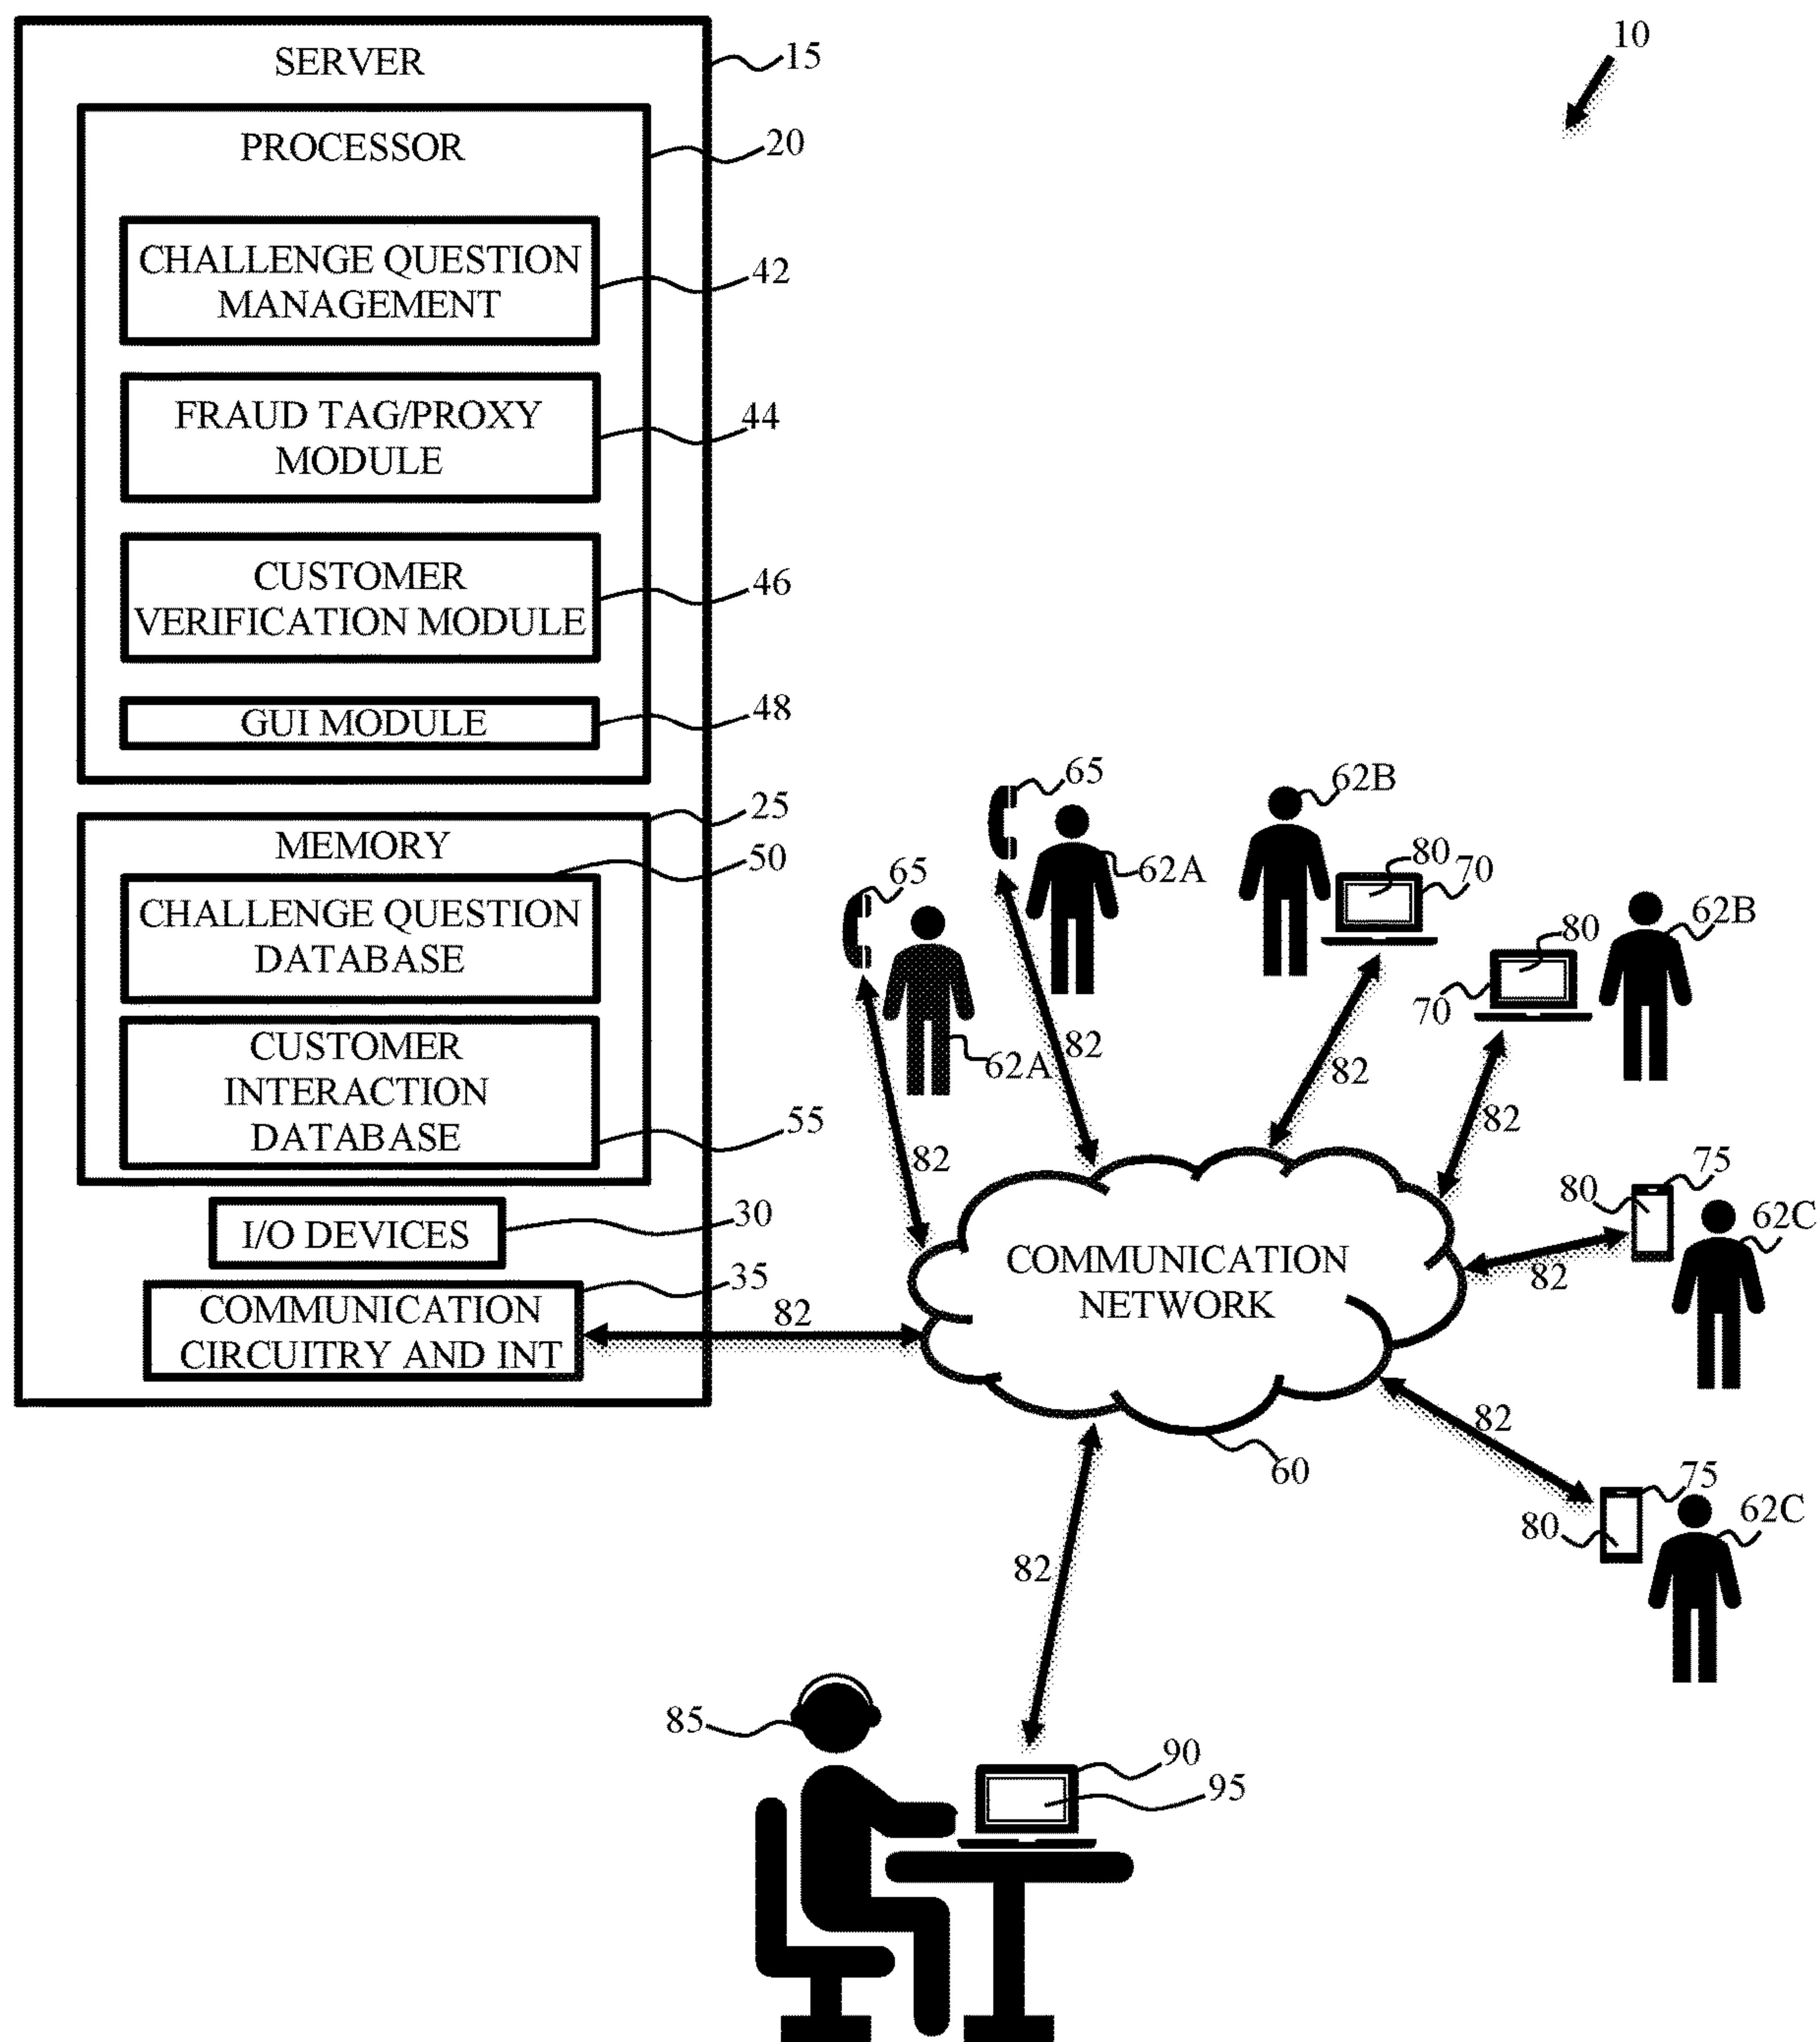 SERVER
15
10
PROCESSOR
20
CHALLENGE QUESTION
MANAGEMENT
42
FRAUD TAG/PROXY
MODULE
44
CUSTOMER
VERIFICATION MODULE
46
GUI MODULE
48
MEMORY
25
50
CHALLENGE QUESTION
DATABASE
CUSTOMER
INTERACTION
DATABASE
55
I/O DEVICES
30
35
COMMUNICATION
CIRCUITRY AND INT
82
65
62A
65
62A
62B
80
70
80
70
62B
82
82
82
82
COMMUNICATION
NETWORK
60
75
80
62C
82
82
75
80
62C
82
85
90
95